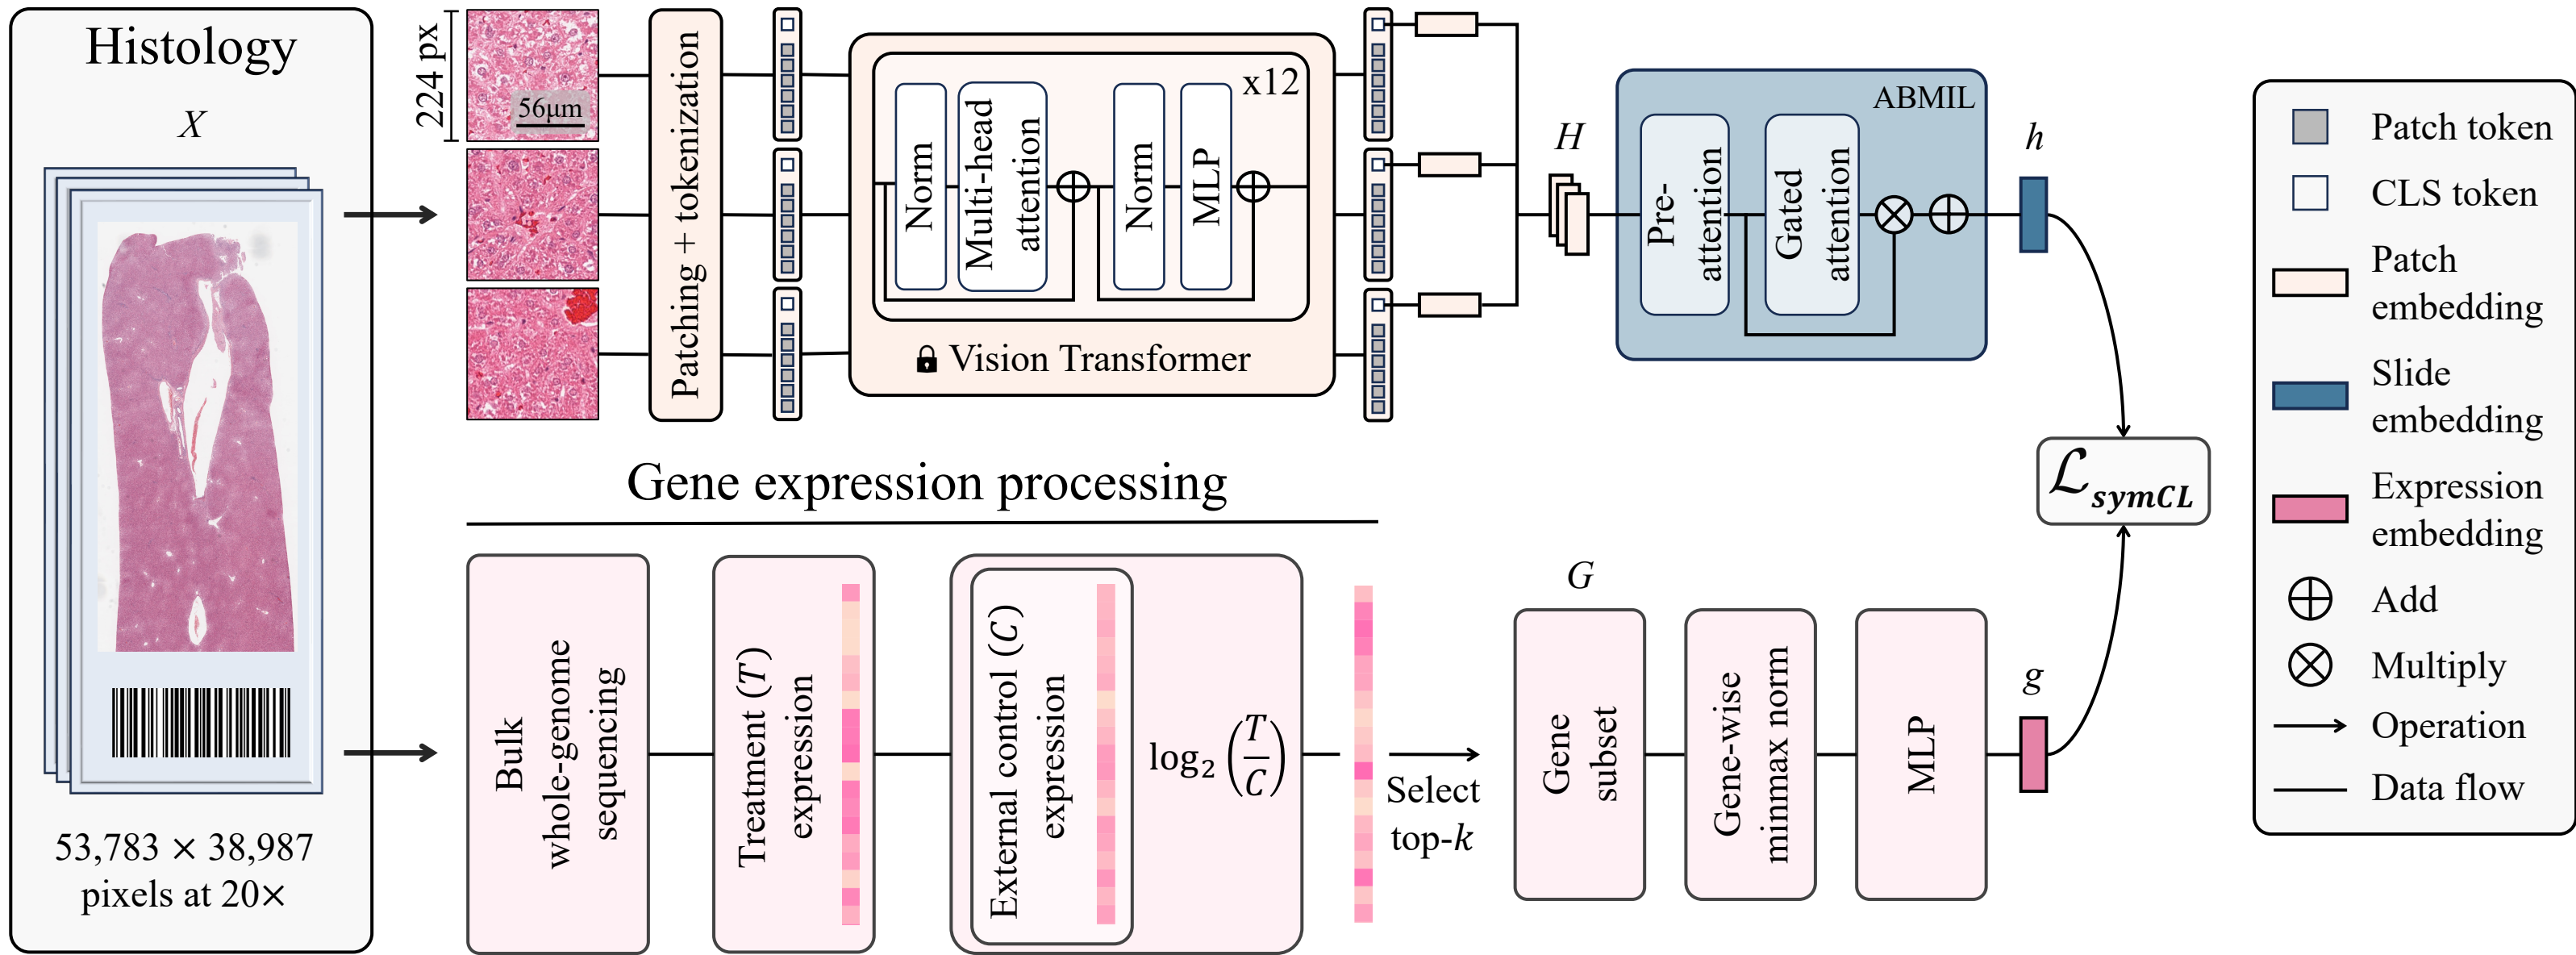 Histology
X
53,783 × 38,987
pixels at 20×
224 px
56μm
Patching + tokenization
Norm
Multi-head
attention
Norm
MLP
x12
Vision Transformer
H
ABMIL
Pre-
attention
Gated
attention
h
ℒsymCL
Gene expression processing
Bulk
whole-genome
sequencing
Treatment (T)
expression
External control (C)
expression
log₂ (T/C)
Select
top-k
G
Gene
subset
Gene-wise
minmax norm
MLP
g
Patch token
CLS token
Patch
embedding
Slide
embedding
Expression
embedding
Add
Multiply
Operation
Data flow